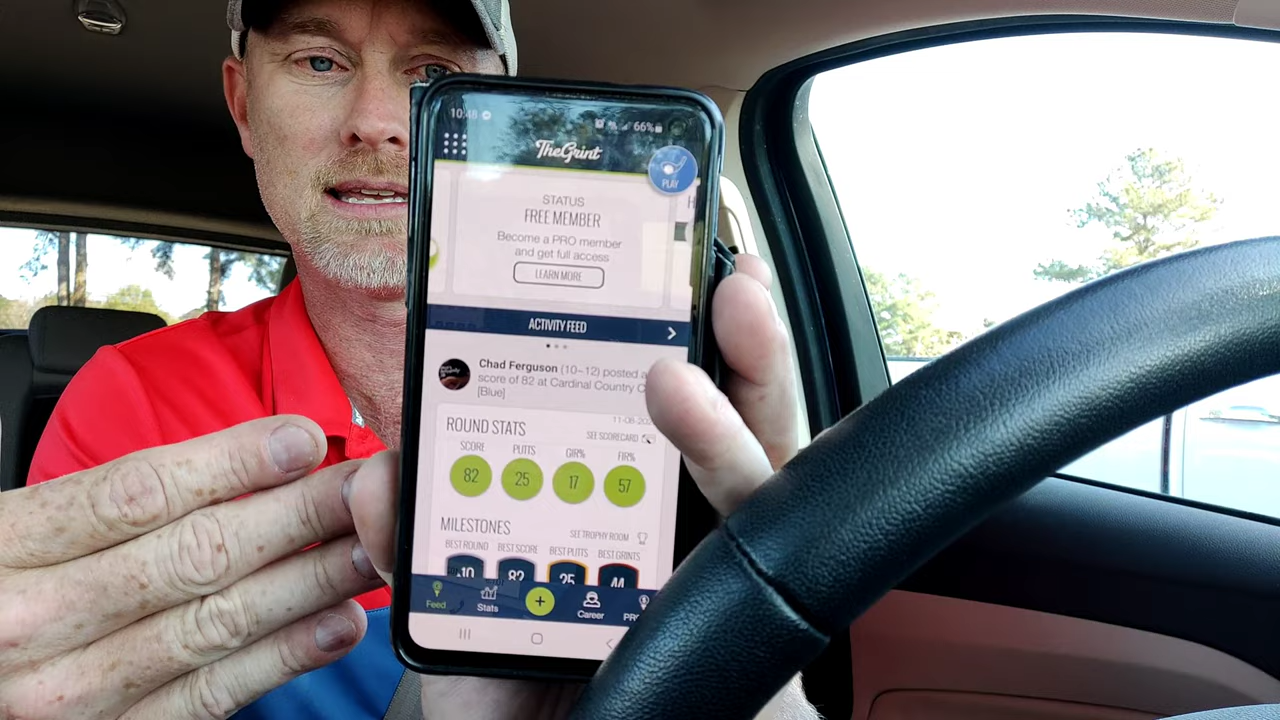 10:46 66%
TheGrint
PLAY
STATUS
FREE MEMBER
Become a PRO member
and get full access
LEARN MORE
H
ACTIVITY FEED
Chad Ferguson (10–12) posted a
score of 82 at Cardinal Country C
[Blue]
ROUND STATS
SEE SCORECARD
SCORE PUTTS GIR% FIR%
82 25 17 57
MILESTONES
SEE TROPHY ROOM
BEST ROUND BEST SCORE BEST PUTTS BEST GRINTS
+10 82 25 44
Feed Stats + Career PR